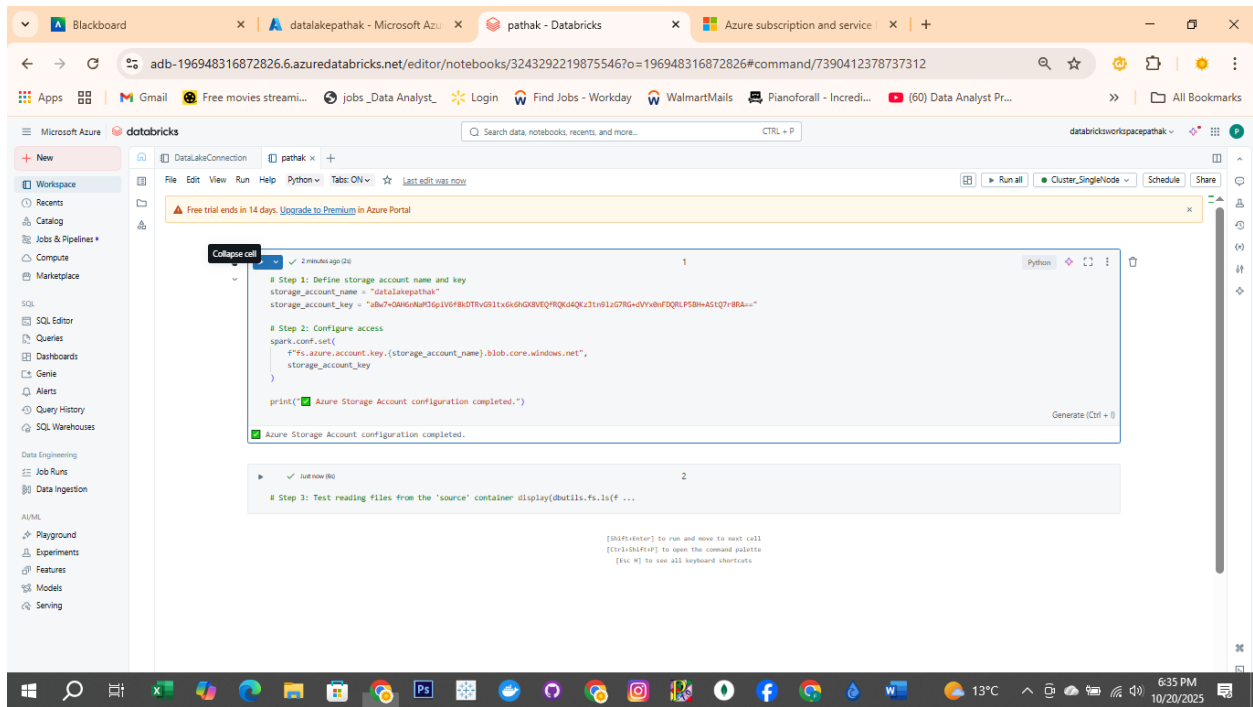 Blackboard
datalakepathak - Microsoft Azu
pathak - Databricks
Azure subscription and service
adb-196948316872826.6.azuredatabricks.net/editor/notebooks/3243292219875546?o=196948316872826#command/7390412378737312
Apps
Gmail
Free movies streami...
jobs _Data Analyst_
Login
Find Jobs - Workday
WalmartMails
Pianoforall - Incredi...
(60) Data Analyst Pr...
All Bookmarks
Microsoft Azure
databricks
Search data, notebooks, recents, and more...
CTRL + P
databricksworkspacepathak
P
New
Workspace
Recents
Catalog
Jobs & Pipelines
Compute
Marketplace
SQL
SQL Editor
Queries
Dashboards
Genie
Alerts
Query History
SQL Warehouses
Data Engineering
Job Runs
Data Ingestion
AI/ML
Playground
Experiments
Features
Models
Serving
DataLakeConnection
pathak
File Edit View Run Help Python Tabs: ON Last edit was now
Run all
Cluster_SingleNode
Schedule
Share
Free trial ends in 14 days. Upgrade to Premium in Azure Portal
Collapse cell
2 minutes ago (2s)
1
Python
# Step 1: Define storage account name and key
storage_account_name = "datalakepathak"
storage_account_key =
# Step 2: Configure access
spark.conf.set(
f"fs.azure.account.key.{storage_account_name}.blob.core.windows.net",
storage_account_key
)
print("✅ Azure Storage Account configuration completed.")
Generate (Ctrl + I)
✅ Azure Storage Account configuration completed.
Just now (6s)
2
# Step 3: Test reading files from the 'source' container display(dbutils.fs.ls(f ...
[Shift+Enter] to run and move to next cell
[Ctrl+Shift+P] to open the command palette
[Esc H] to see all keyboard shortcuts
Ps
13°C
6:35 PM
10/20/2025